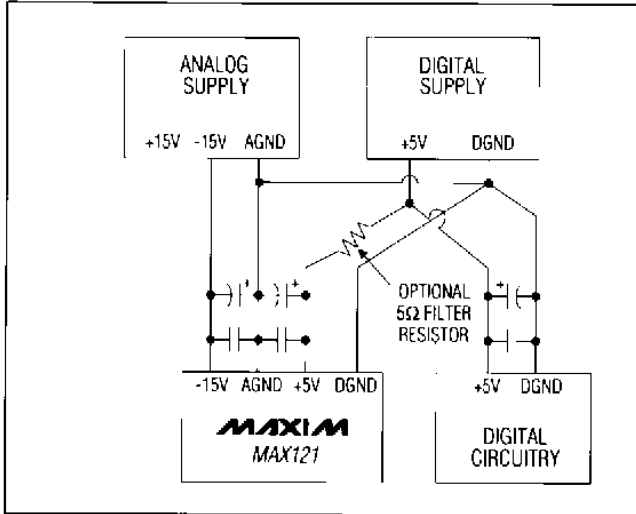 ANALOG SUPPLY
DIGITAL SUPPLY
+15V -15V AGND
+5V DGND
+
+
OPTIONAL
5Ω FILTER
RESISTOR
+
-15V AGND +5V DGND
+5V DGND
MAXIM
MAX121
DIGITAL
CIRCUITRY